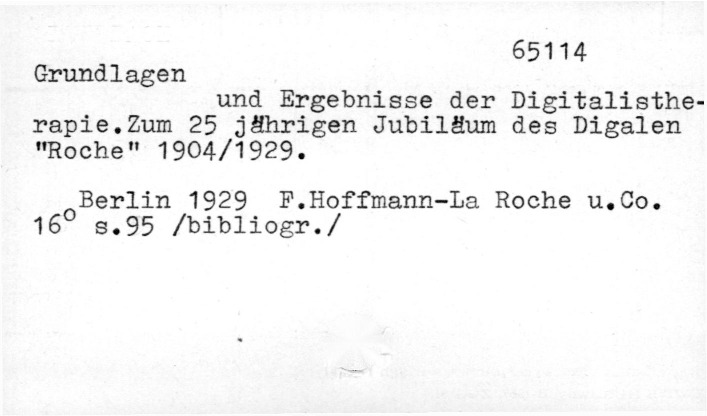 65114
Grundlagen
und Ergebnisse der Digitalisthe-
rapie.Zum 25 jährigen Jubiläum des Digalen
"Roche" 1904/1929.
Berlin 1929 F.Hoffmann-La Roche u.Co.
16° s.95 /bibliogr./